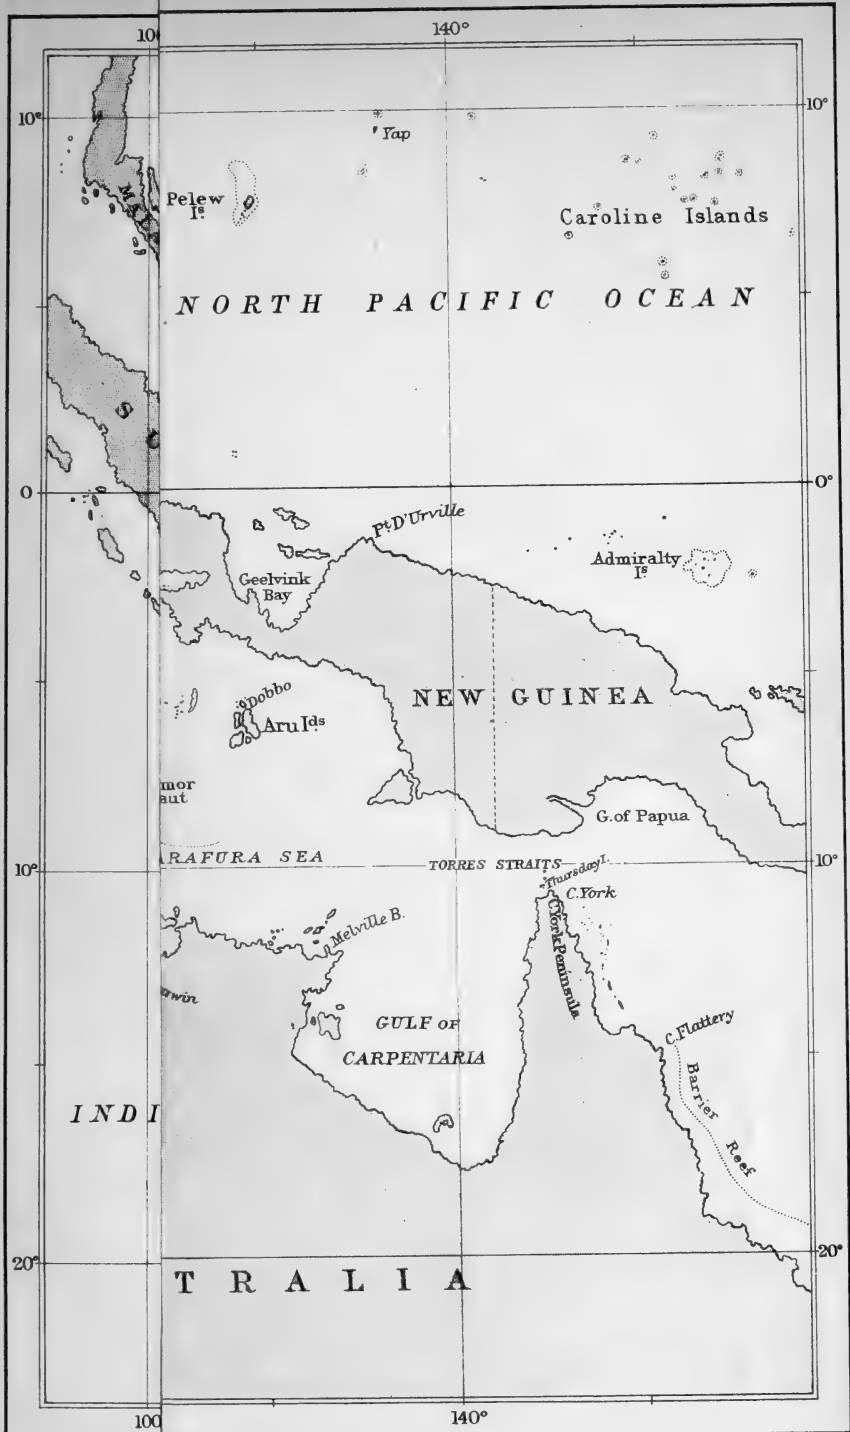 10
140°
10°
10°
Yap
MAL
Pelew
Is.
Caroline Islands
NORTH PACIFIC OCEAN
S U
0
0°
Pt. D'Urville
Admiralty
Is.
Geelvink
Bay
Dobbo
NEW GUINEA
Aru Ids
mor
aut
G. of Papua
ARAFURA SEA
TORRES STRAITS
10°
10°
Thursday I.
C. York
C. York Peninsula
Melville B.
rwin
GULF OF
CARPENTARIA
C. Flattery
Barrier Reef
INDI
20°
20°
TRALIA
100
140°